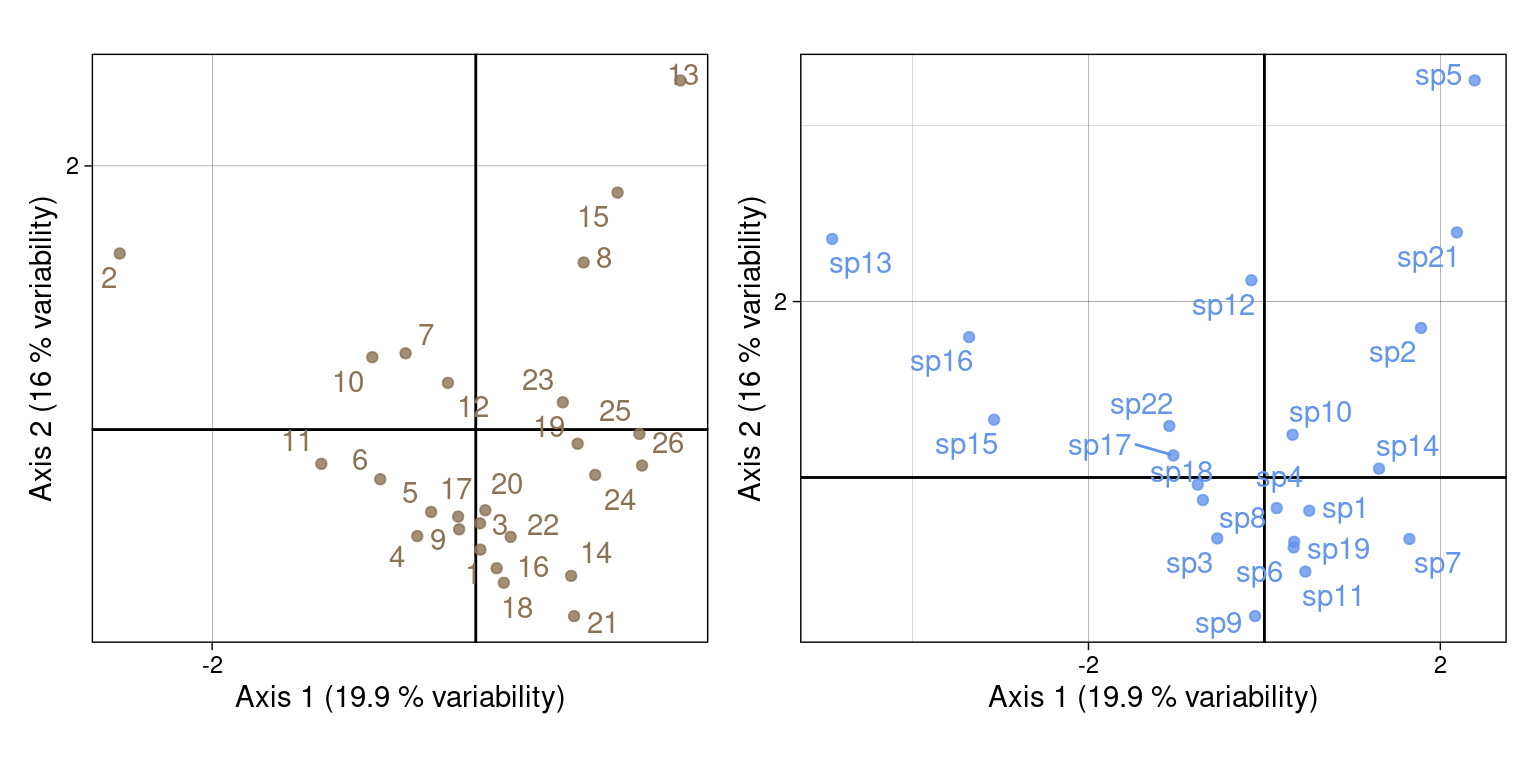 13
2
15
8
2
7
10
12
23
25
19
26
11
6
24
5
17
20
3
22
9
4
14
1
16
18
21
-2
Axis 1 (19.9 % variability)
Axis 2 (16 % variability)
sp5
sp21
sp13
sp12
2
sp2
sp16
sp22
sp10
sp17
sp15
sp14
sp18
sp4
sp8
sp1
sp19
sp3
sp6
sp7
sp11
sp9
-2
2
Axis 1 (19.9 % variability)
Axis 2 (16 % variability)